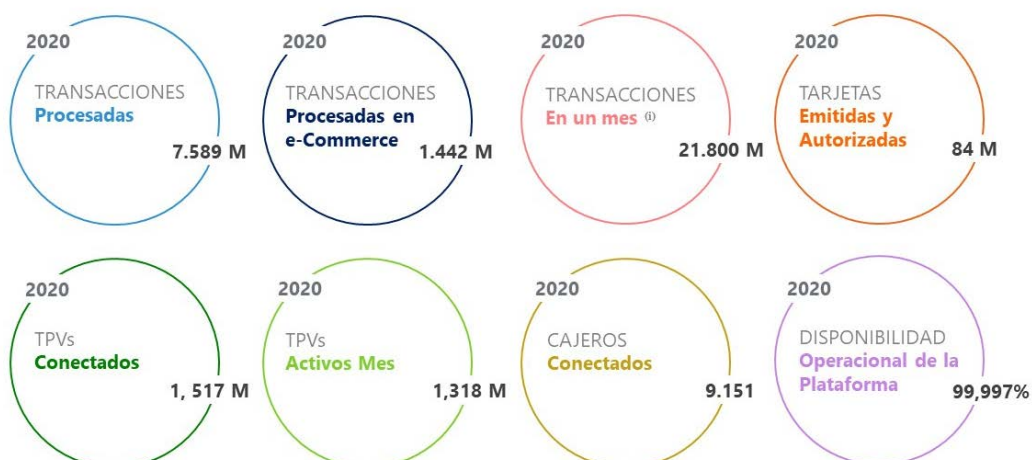 2020
TRANSACCIONES
Procesadas
7.589 M
2020
TRANSACCIONES
Procesadas en
e-Commerce
1.442 M
2020
TRANSACCIONES
En un mes (i)
21.800 M
2020
TARJETAS
Emitidas y
Autorizadas
84 M
2020
TPVs
Conectados
1, 517 M
2020
TPVs
Activos Mes
1,318 M
2020
CAJEROS
Conectados
9.151
2020
DISPONIBILIDAD
Operacional de la
Plataforma
99,997%